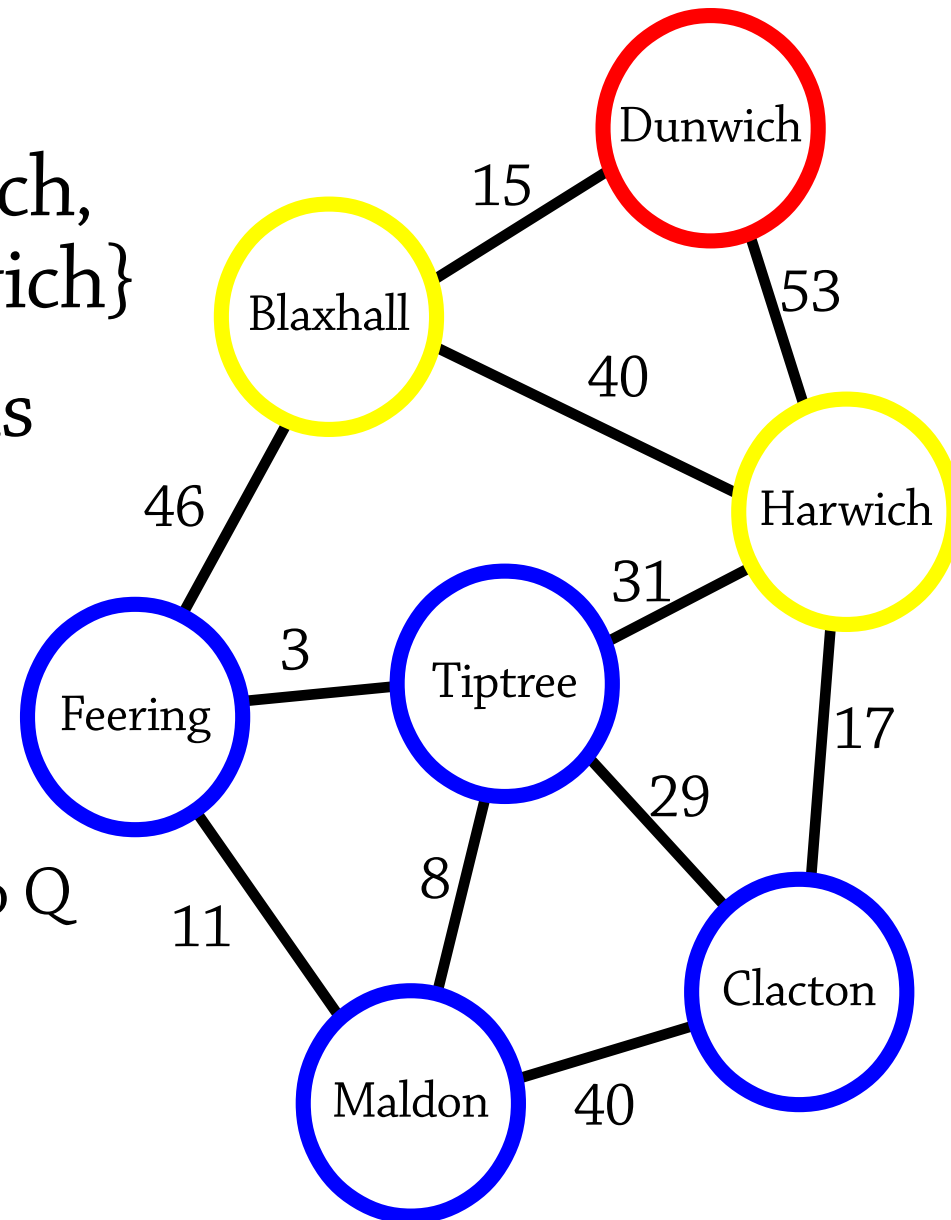 Dunwich
15
ch,
ich}
53
Blaxhall
40
s
46
Harwich
31
3
Tiptree
Feering
17
29
8
Q
11
Clacton
Maldon
40